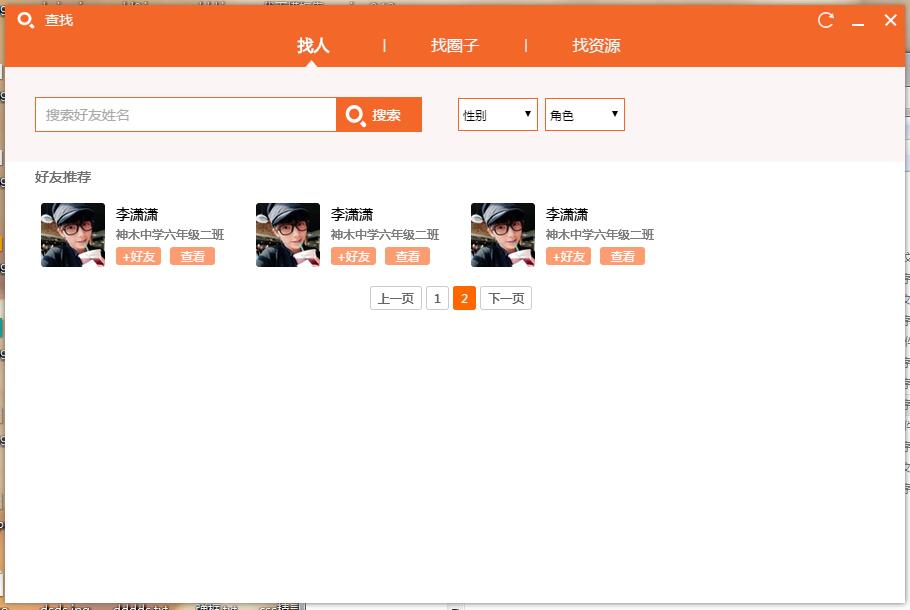 查找
找人 | 找圈子 | 找资源
搜索好友姓名 搜索 性别 角色
好友推荐
李潇潇 李潇潇 李潇潇
神木中学六年级二班 神木中学六年级二班 神木中学六年级二班
+好友 查看 +好友 查看 +好友 查看
上一页 1 2 下一页